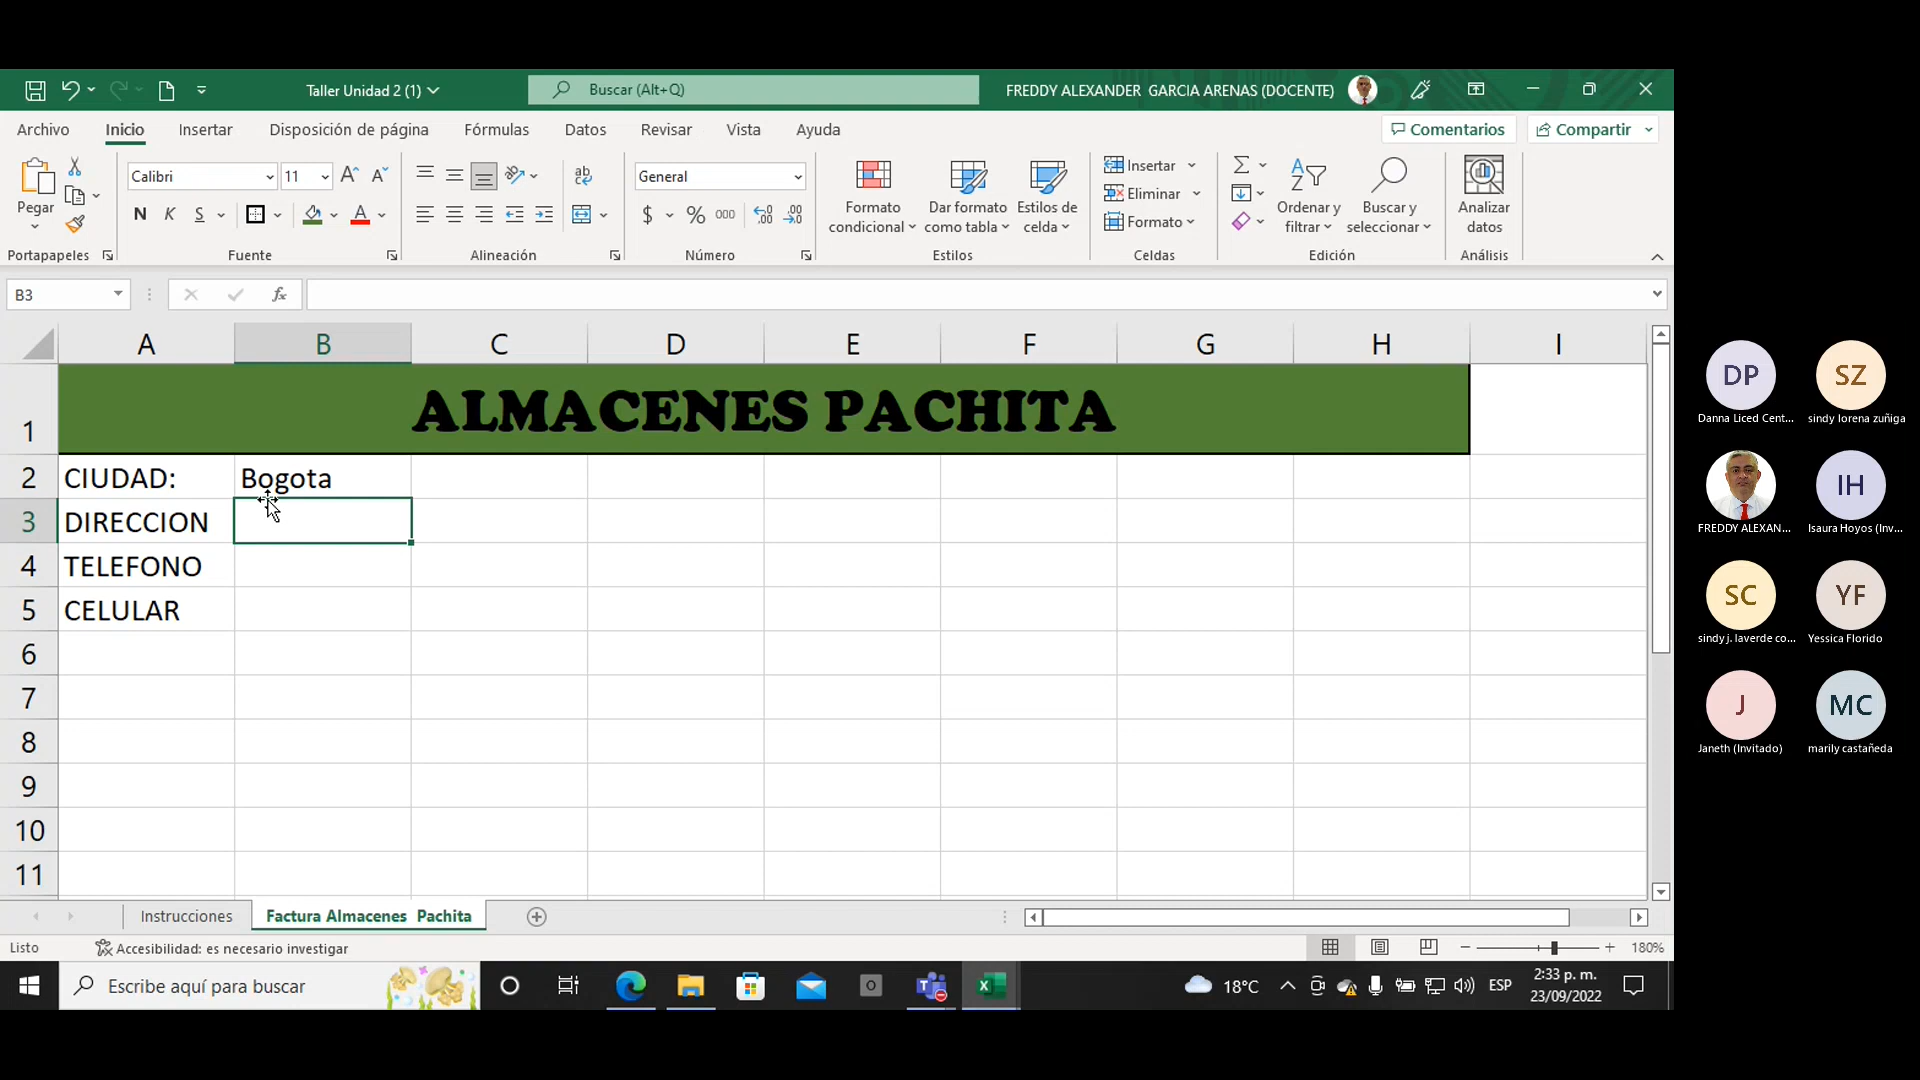 Taller Unidad 2 (1)
Buscar (Alt+Q)
FREDDY ALEXANDER GARCIA ARENAS (DOCENTE)
Archivo Inicio Insertar Disposición de página Fórmulas Datos Revisar Vista Ayuda
Comentarios Compartir
Pegar
Portapapeles
Calibri 11
N K S
Fuente
ab
Alineación
General
$ % 000
Número
Formato condicional
Dar formato como tabla
Estilos de celda
Estilos
Insertar
Eliminar
Formato
Celdas
Ordenar y filtrar
Buscar y seleccionar
Edición
Analizar datos
Análisis
B3
fx
A B C D E F G H I
1 ALMACENES PACHITA
2 CIUDAD: Bogota
3 DIRECCION
4 TELEFONO
5 CELULAR
6
7
8
9
10
11
Instrucciones
Factura Almacenes Pachita
Listo
Accesibilidad: es necesario investigar
180%
Escribe aquí para buscar
18°C
ESP
2:33 p. m.
23/09/2022
DP
Danna Liced Cent...
SZ
sindy lorena zuñiga
FREDDY ALEXAN...
IH
Isaura Hoyos (Inv...
SC
sindy j. laverde co...
YF
Yessica Florido
J
Janeth (Invitado)
MC
marily castañeda